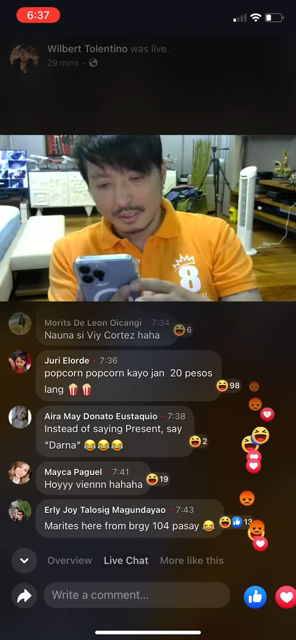 6:37
Wilbert Tolentino was live.
29 mins ·
8
Morits De Leon Oicangi · 7:34
Nauna si Viy Cortez haha
6
Juri Elorde · 7:36
popcorn popcorn kayo jan 20 pesos
lang 🍿🍿
98
Aira May Donato Eustaquio · 7:38
Instead of saying Present, say
“Darna” 😂😂😂
2
Mayca Paguel · 7:41
Hoyyy viennn hahaha
19
Erly Joy Talosig Magundayao · 7:43
Marites here from brgy 104 pasay 😂
Overview Live Chat More like this
Write a comment...